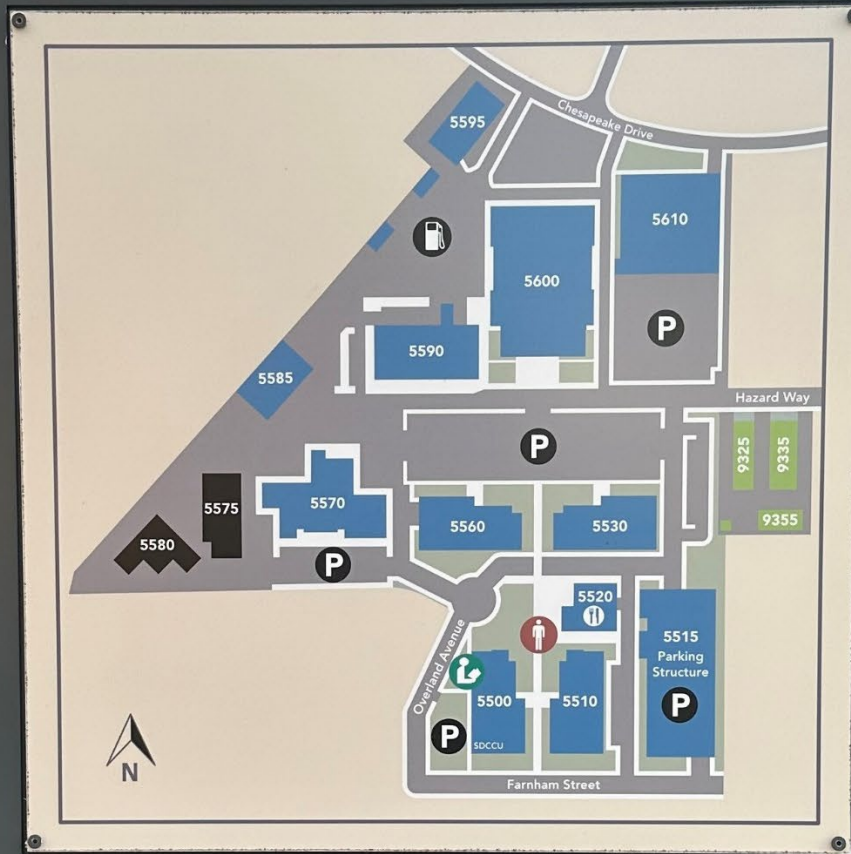 Chesapeake Drive
5595
5610
5600
P
5590
5585
Hazard Way
P
9325
9335
5575
5570
5560
5530
9355
5580
P
5520
5515
Parking
Structure
P
Overland Avenue
5500
5510
P
SDCCU
N
Farnham Street